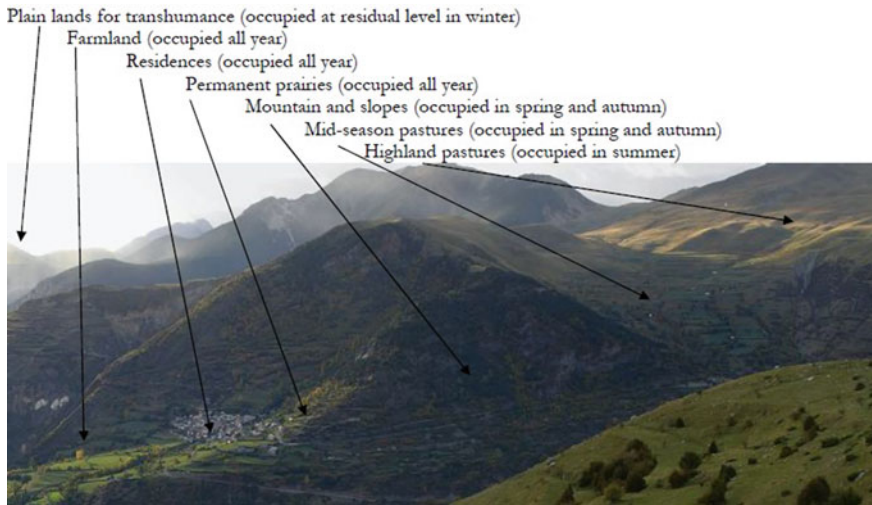 Plain lands for transhumance (occupied at residual level in winter)
Farmland (occupied all year)
Residences (occupied all year)
Permanent prairies (occupied all year)
Mountain and slopes (occupied in spring and autumn)
Mid-season pastures (occupied in spring and autumn)
Highland pastures (occupied in summer)